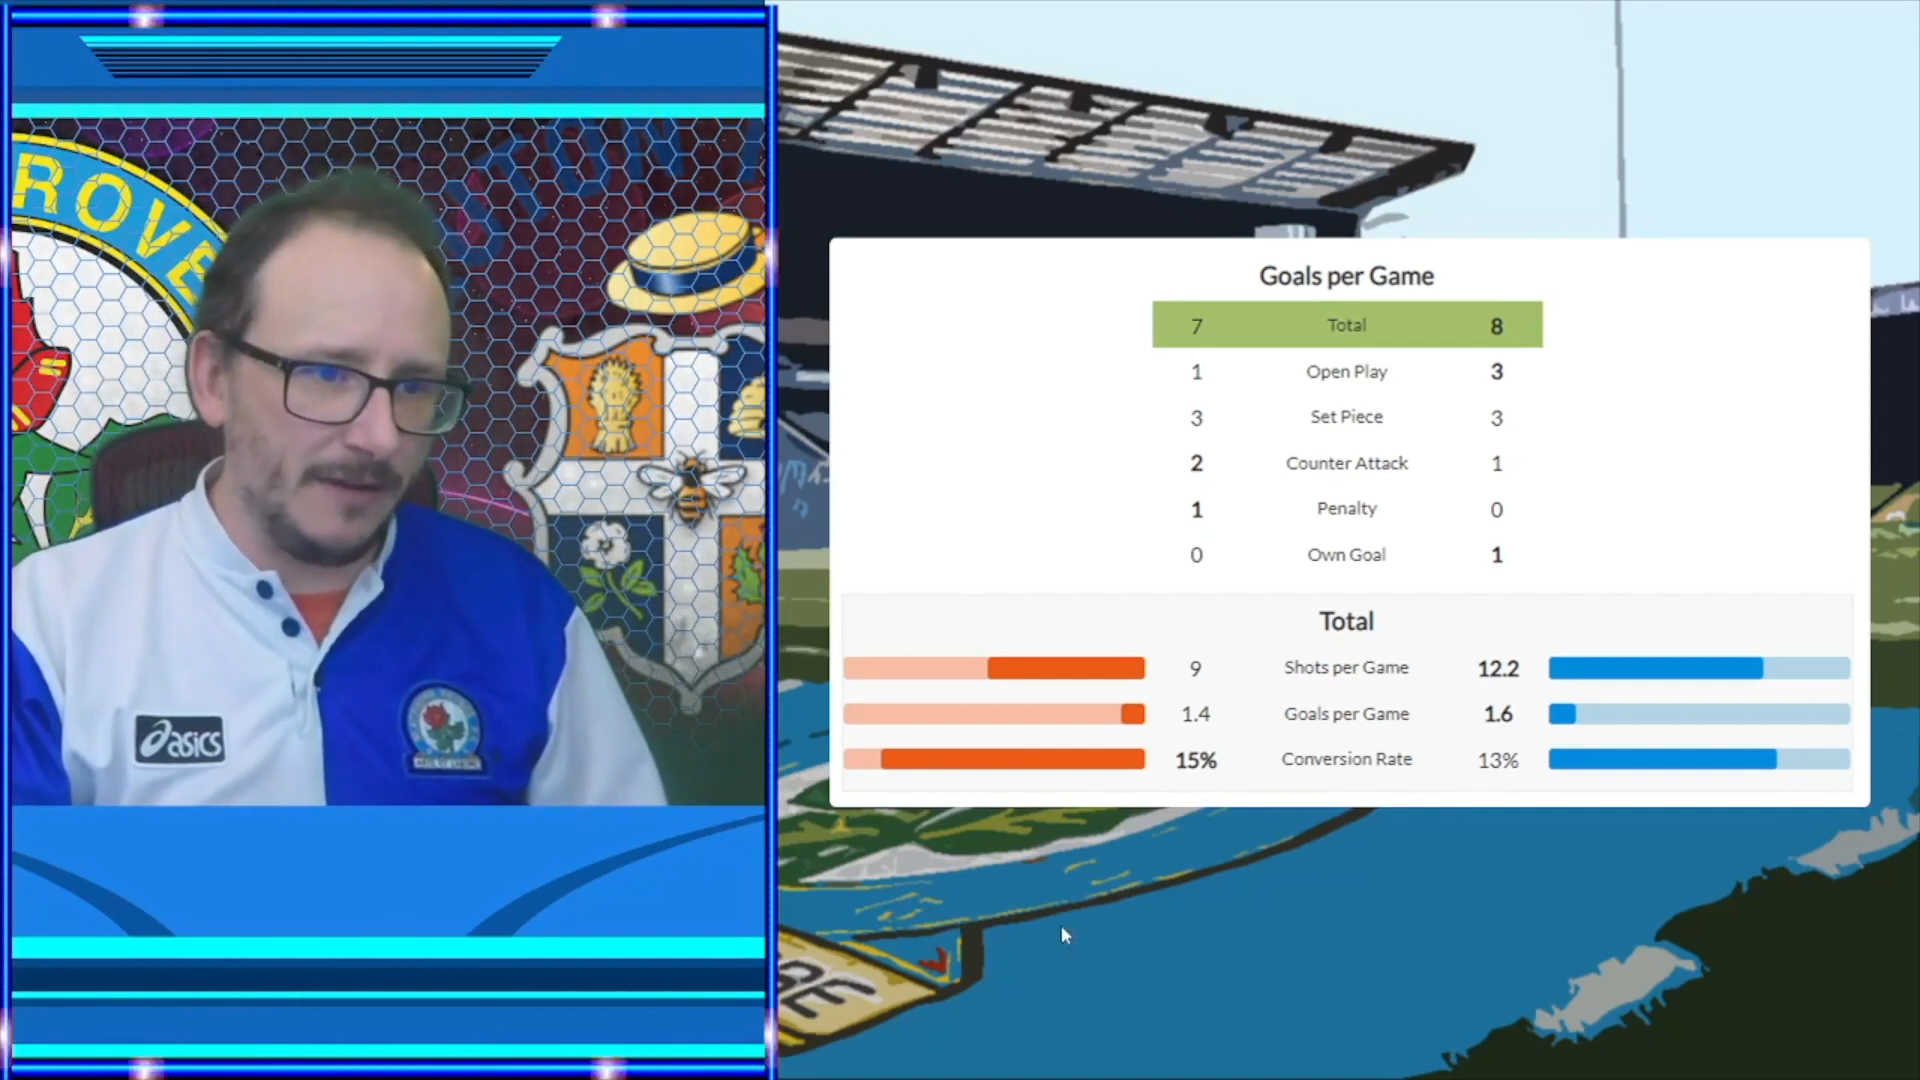 ROVE
UTON
asics
Goals per Game
7 Total 8
1 Open Play 3
3 Set Piece 3
2 Counter Attack 1
1 Penalty 0
0 Own Goal 1
Total
9 Shots per Game 12.2
1.4 Goals per Game 1.6
15% Conversion Rate 13%